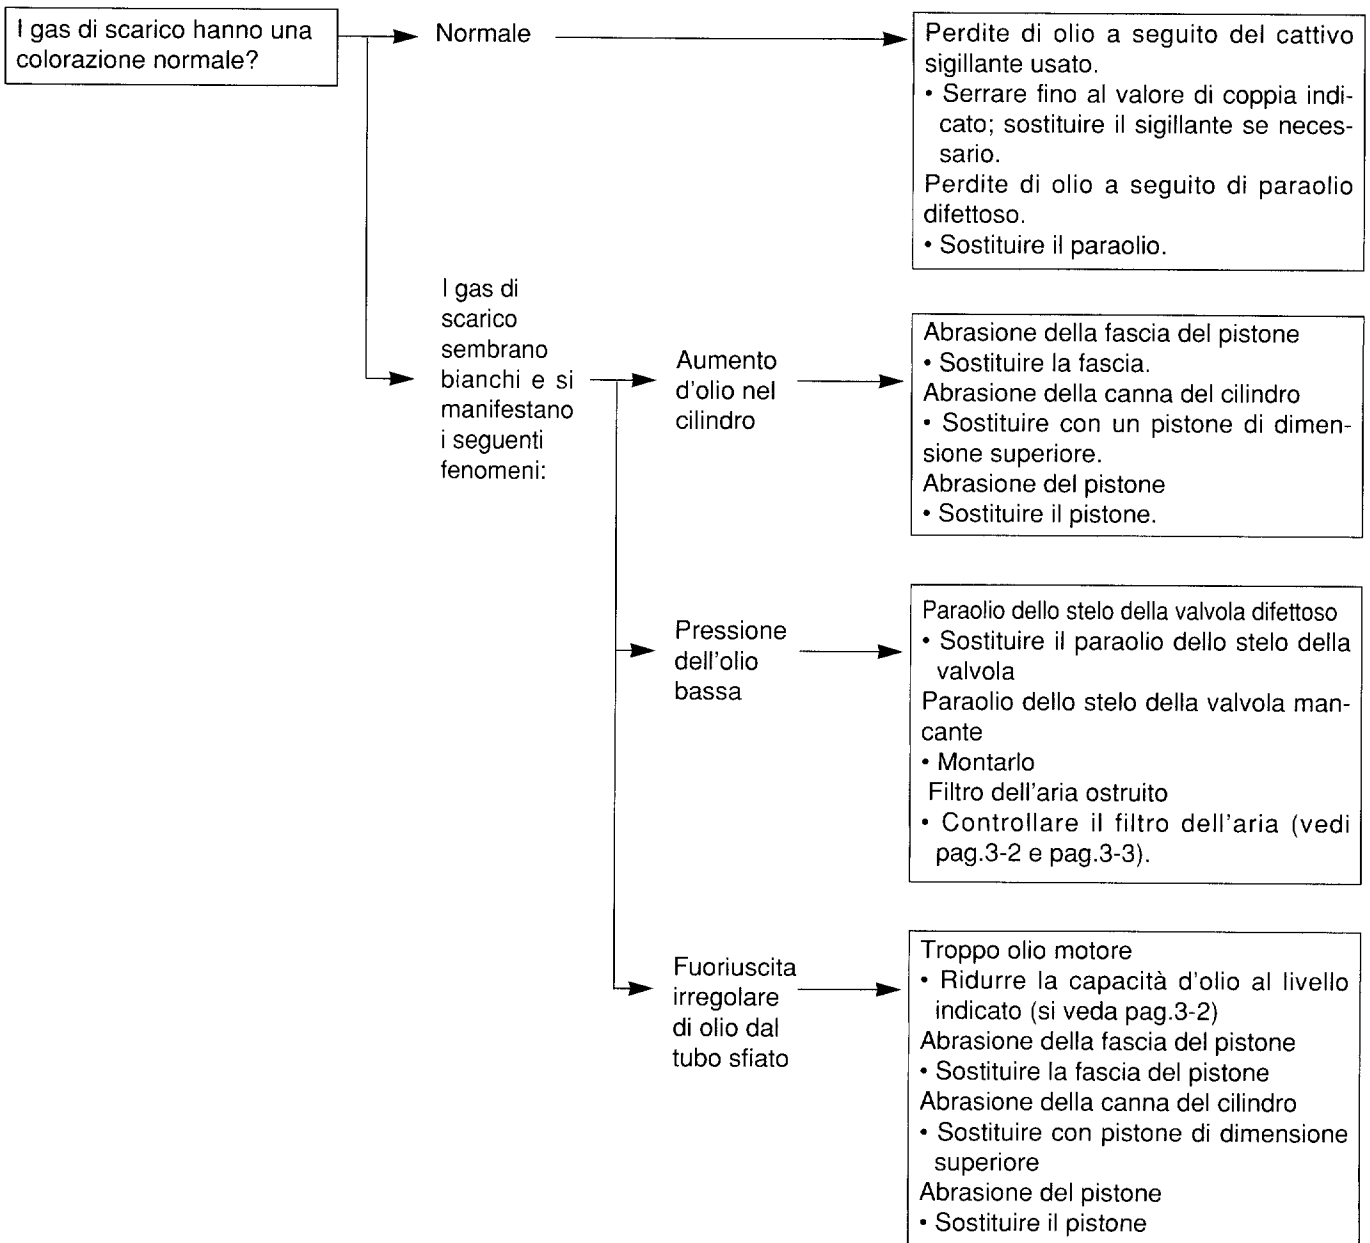 I gas di scarico hanno una
colorazione normale?
Normale
Perdite di olio a seguito del cattivo
sigillante usato.
• Serrare fino al valore di coppia indi-
cato; sostituire il sigillante se neces-
sario.
Perdite di olio a seguito di paraolio
difettoso.
• Sostituire il paraolio.
I gas di
scarico
sembrano
bianchi e si
manifestano
i seguenti
fenomeni:
Aumento
d'olio nel
cilindro
Abrasione della fascia del pistone
• Sostituire la fascia.
Abrasione della canna del cilindro
• Sostituire con un pistone di dimen-
sione superiore.
Abrasione del pistone
• Sostituire il pistone.
Pressione
dell'olio
bassa
Paraolio dello stelo della valvola difettoso
• Sostituire il paraolio dello stelo della
valvola
Paraolio dello stelo della valvola man-
cante
• Montarlo
Filtro dell'aria ostruito
• Controllare il filtro dell'aria (vedi
pag.3-2 e pag.3-3).
Fuoriuscita
irregolare
di olio dal
tubo sfiato
Troppo olio motore
• Ridurre la capacità d'olio al livello
indicato (si veda pag.3-2)
Abrasione della fascia del pistone
• Sostituire la fascia del pistone
Abrasione della canna del cilindro
• Sostituire con pistone di dimensione
superiore
Abrasione del pistone
• Sostituire il pistone